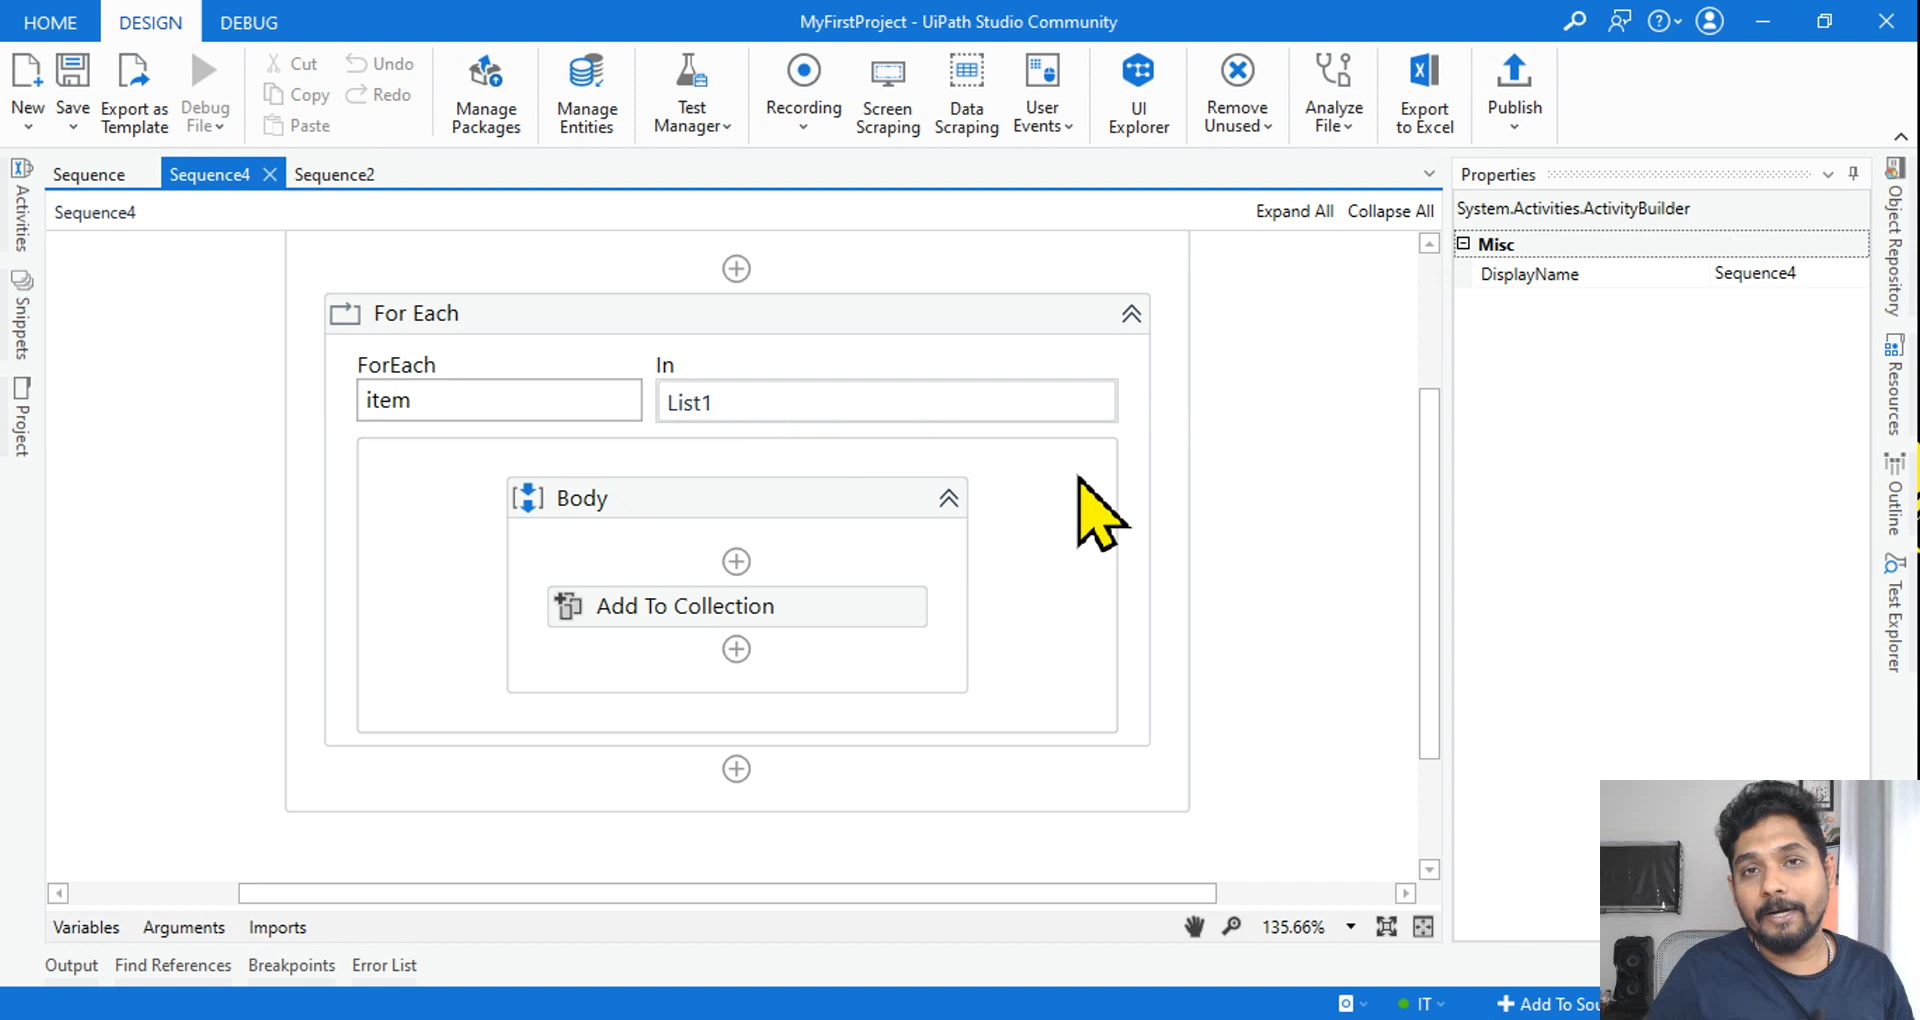 HOME DESIGN DEBUG MyFirstProject - UiPath Studio Community
New Save Export as Template Debug File Cut Copy Paste Undo Redo Manage Packages Manage Entities Test Manager Recording Screen Scraping Data Scraping User Events UI Explorer Remove Unused Analyze File Export to Excel Publish
Activities
Snippets
Project
Sequence Sequence4 Sequence2
Sequence4 Expand All Collapse All
For Each
ForEach In
item List1
Body
Add To Collection
Variables Arguments Imports 135.66%
Output Find References Breakpoints Error List
Properties
System.Activities.ActivityBuilder
Misc
DisplayName Sequence4
Object Repository
Resources
Outline
Test Explorer
IT Add To